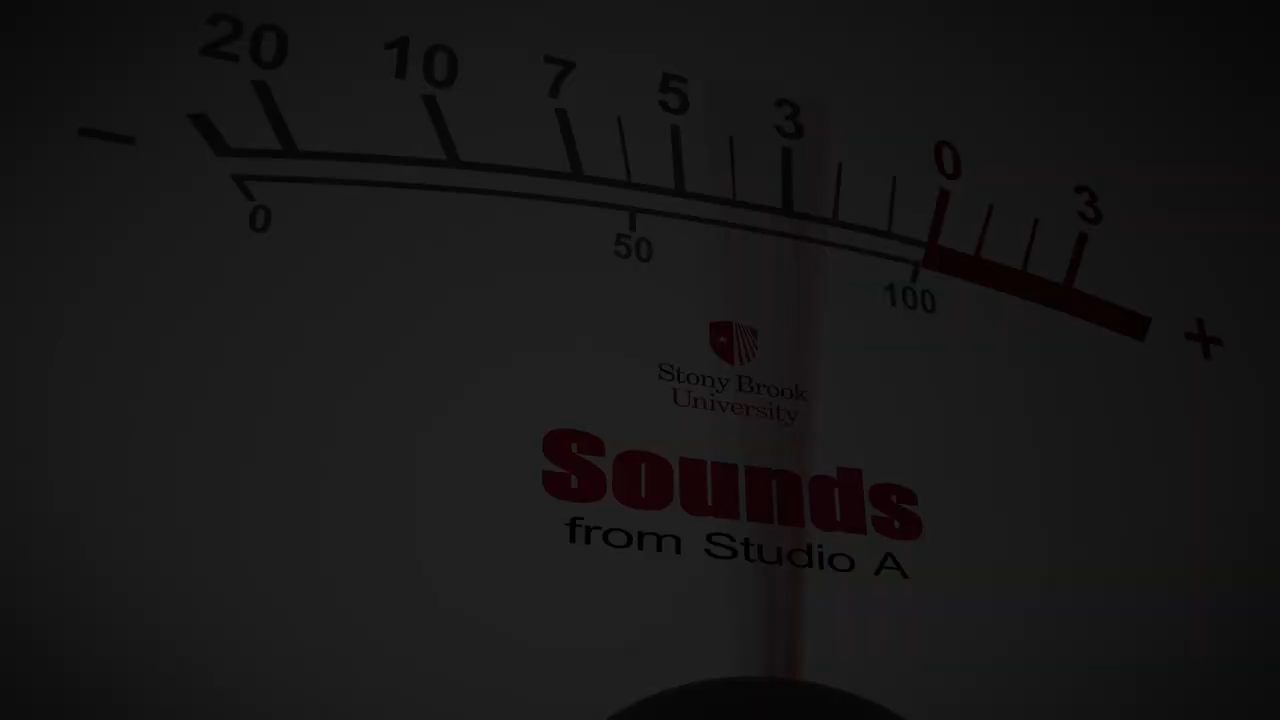 20 10 7 5 3 0 3
− +
0 50 100
Stony Brook
University
Sounds
from Studio A